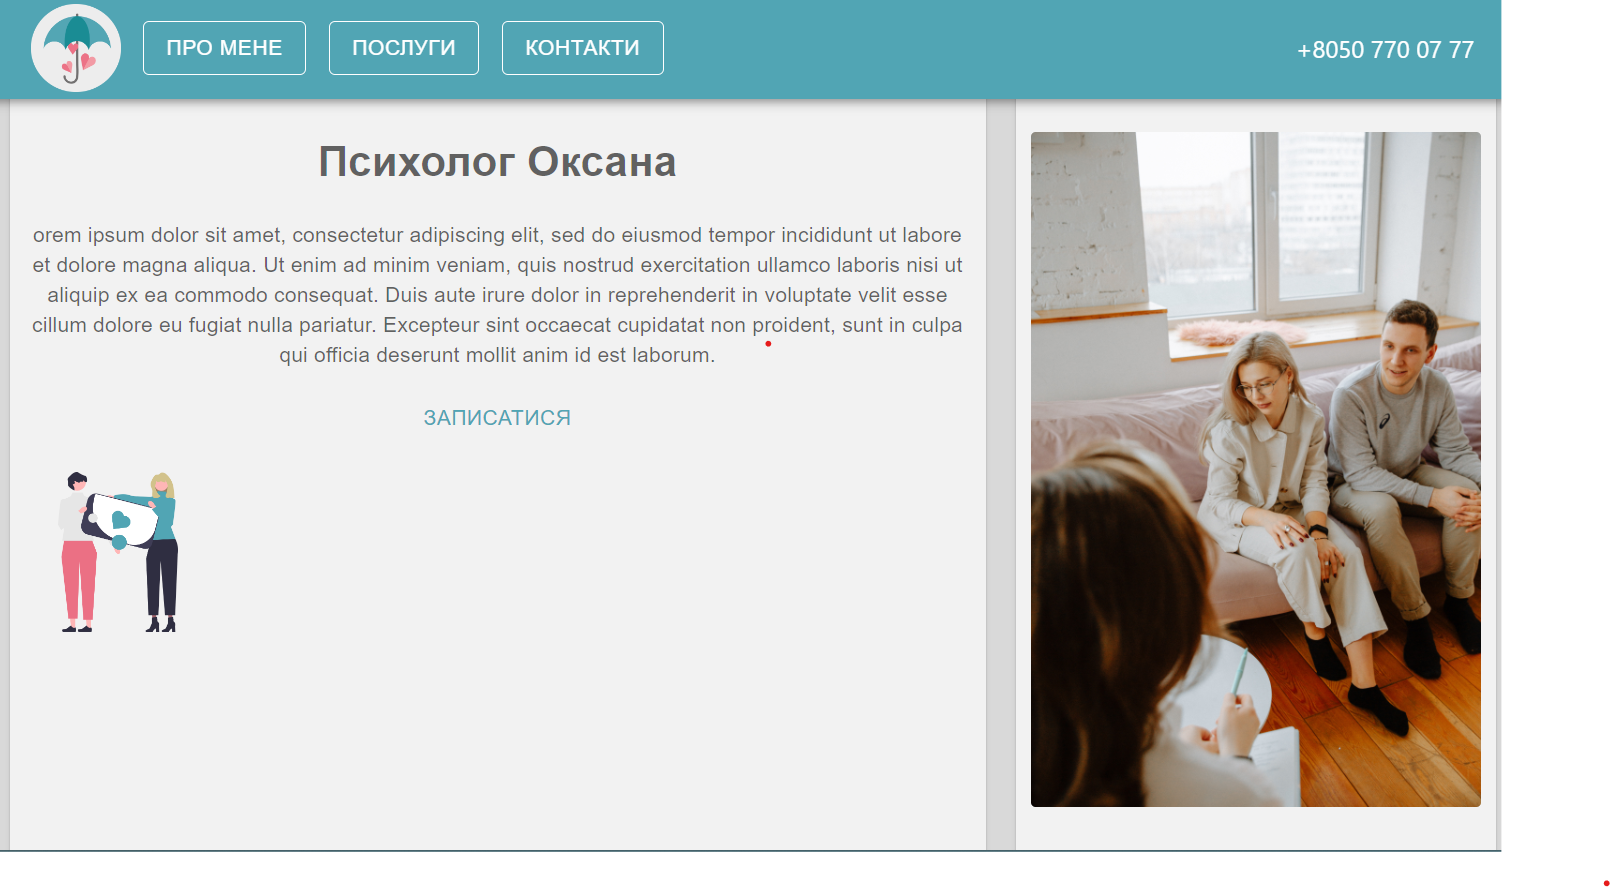 ПРО МЕНЕ
ПОСЛУГИ
КОНТАКТИ
+8050 770 07 77
Психолог Оксана
orem ipsum dolor sit amet, consectetur adipiscing elit, sed do eiusmod tempor incididunt ut labore
et dolore magna aliqua. Ut enim ad minim veniam, quis nostrud exercitation ullamco laboris nisi ut
aliquip ex ea commodo consequat. Duis aute irure dolor in reprehenderit in voluptate velit esse
cillum dolore eu fugiat nulla pariatur. Excepteur sint occaecat cupidatat non proident, sunt in culpa
qui officia deserunt mollit anim id est laborum.
ЗАПИСАТИСЯ